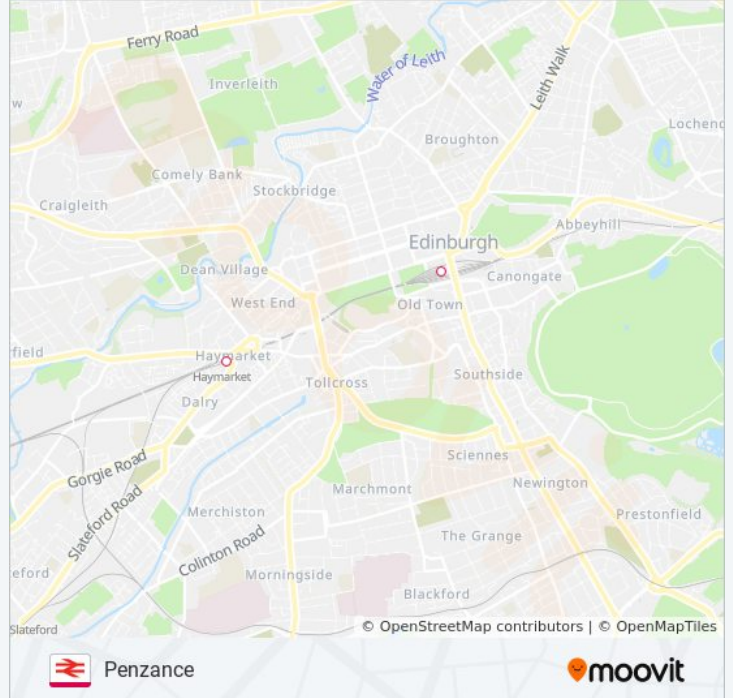 Ferry Road
Water of Leith
Leith Walk
Inverleith
w
Lochend
Broughton
Comely Bank
Stockbridge
Craigleith
Abbeyhill
Edinburgh
Dean Village
Canongate
West End
Old Town
field
Haymarket
Haymarket
Tollcross
Southside
Dalry
Gorgie Road
Sciennes
Marchmont
Newington
Slateford Road
Merchiston
Prestonfield
Colinton Road
The Grange
eford
Morningside
Blackford
Slateford
© OpenStreetMap contributors | © OpenMapTiles
Penzance
moovit